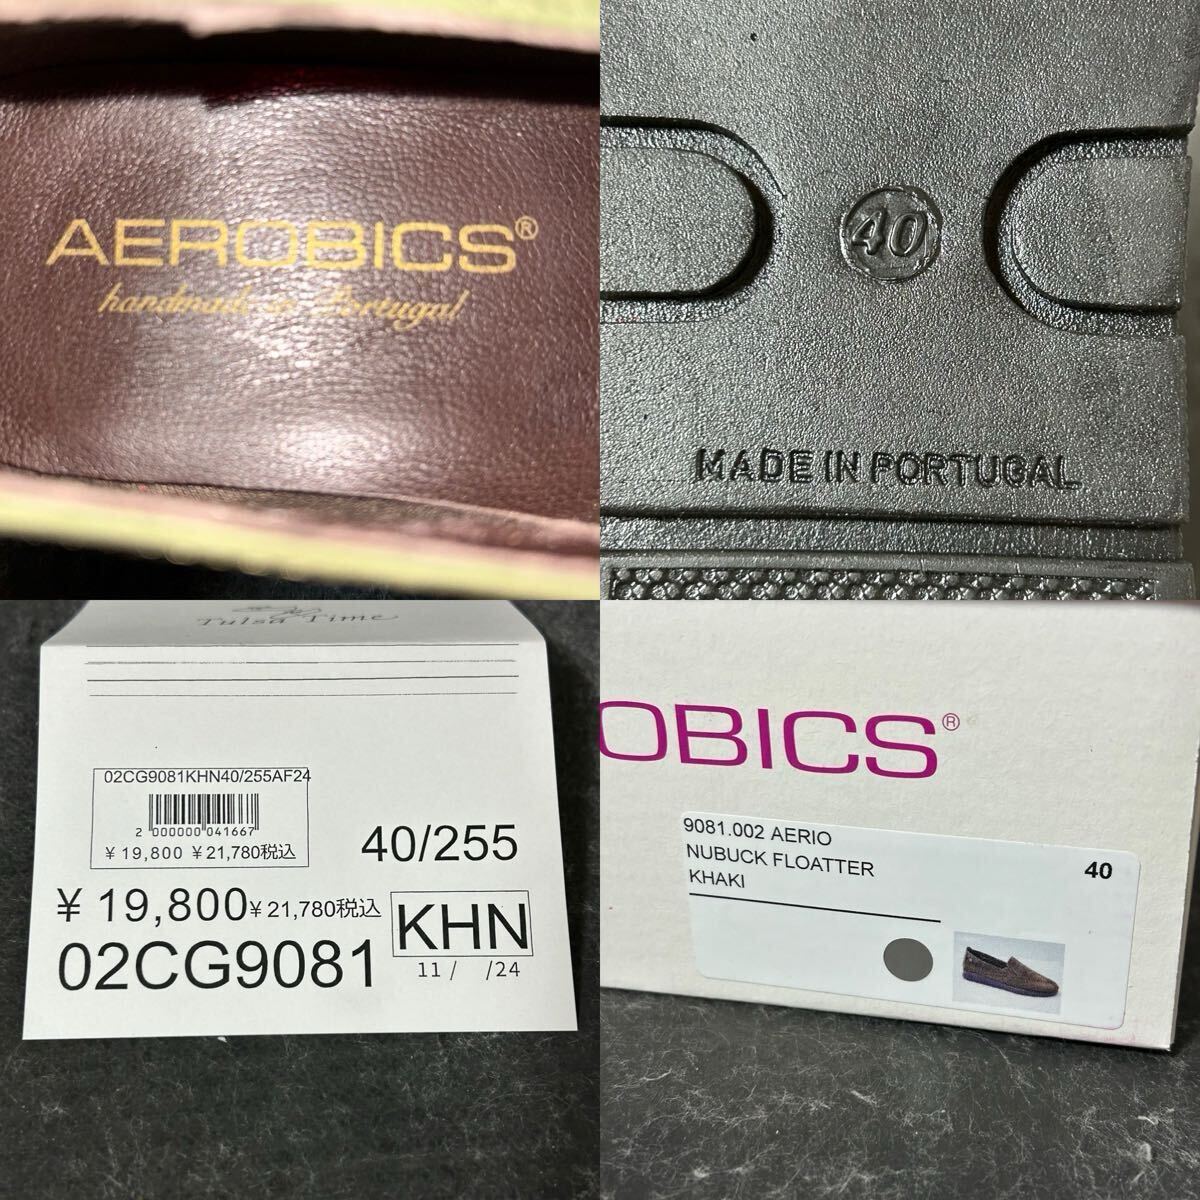 AEROBICS®
handmade in Portugal
40
MADE IN PORTUGAL
Tulsa Time
02CG9081KHN40/255AF24
2 000000 041667
¥19,800 ¥21,780税込
40/255
¥19,800 ¥21,780税込
KHN
02CG9081
11/ /24
OBICS®
9081.002 AERIO
NUBUCK FLOATTER
KHAKI
40